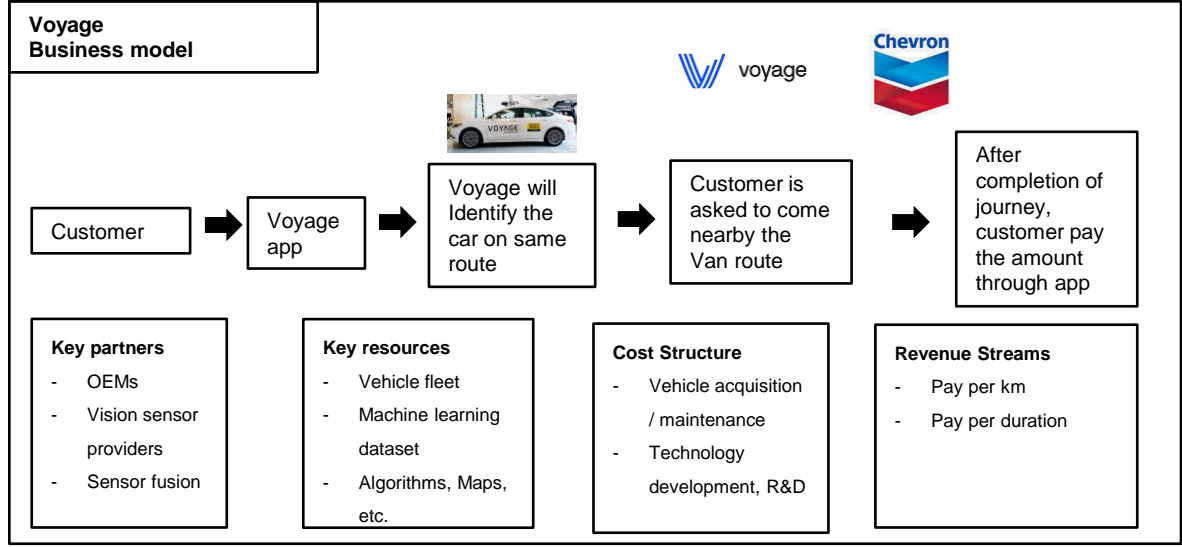 Voyage
Business model
voyage
Chevron
VOYAGE
Customer
Voyage
app
Voyage will
Identify the
car on same
route
Customer is
asked to come
nearby the
Van route
After
completion of
journey,
customer pay
the amount
through app
Key partners
- OEMs
- Vision sensor
providers
- Sensor fusion
Key resources
- Vehicle fleet
- Machine learning
dataset
- Algorithms, Maps,
etc.
Cost Structure
- Vehicle acquisition
/ maintenance
- Technology
development, R&D
Revenue Streams
- Pay per km
- Pay per duration